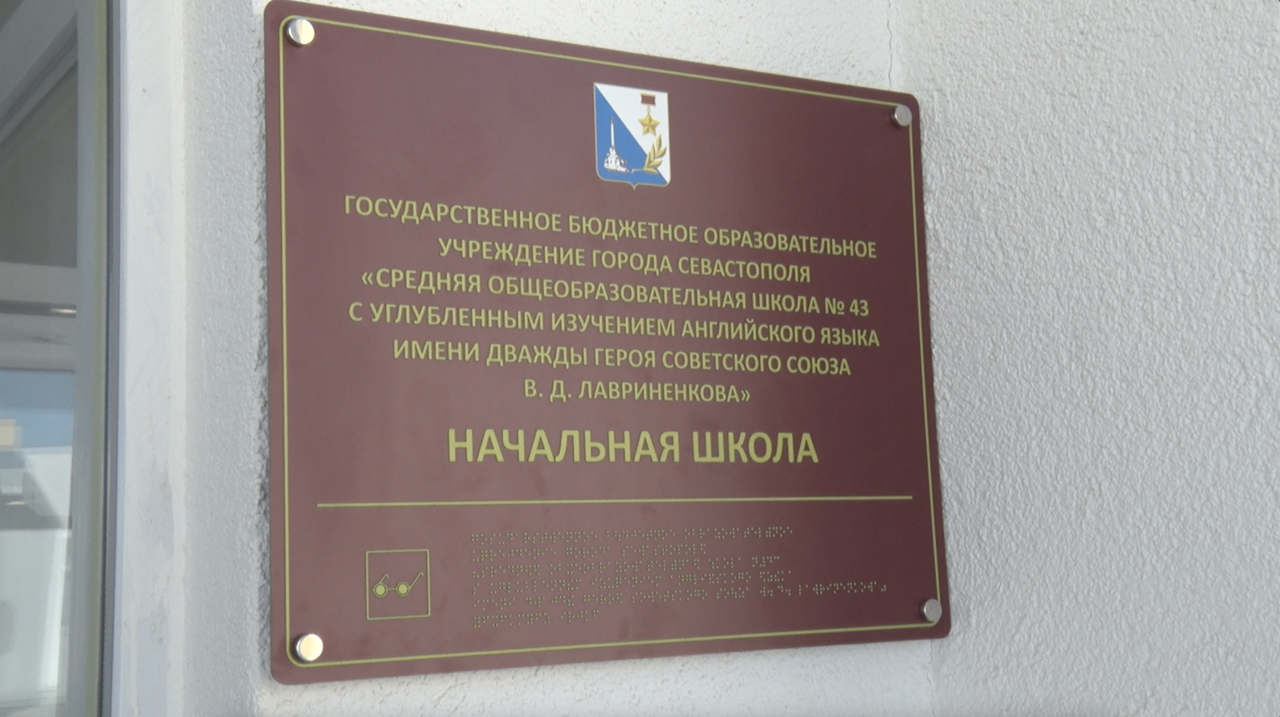 ГОСУДАРСТВЕННОЕ БЮДЖЕТНОЕ ОБРАЗОВАТЕЛЬНОЕ
УЧРЕЖДЕНИЕ ГОРОДА СЕВАСТОПОЛЯ
«СРЕДНЯЯ ОБЩЕОБРАЗОВАТЕЛЬНАЯ ШКОЛА № 43
С УГЛУБЛЕННЫМ ИЗУЧЕНИЕМ АНГЛИЙСКОГО ЯЗЫКА
ИМЕНИ ДВАЖДЫ ГЕРОЯ СОВЕТСКОГО СОЮЗА
В. Д. ЛАВРИНЕНКОВА»
НАЧАЛЬНАЯ ШКОЛА